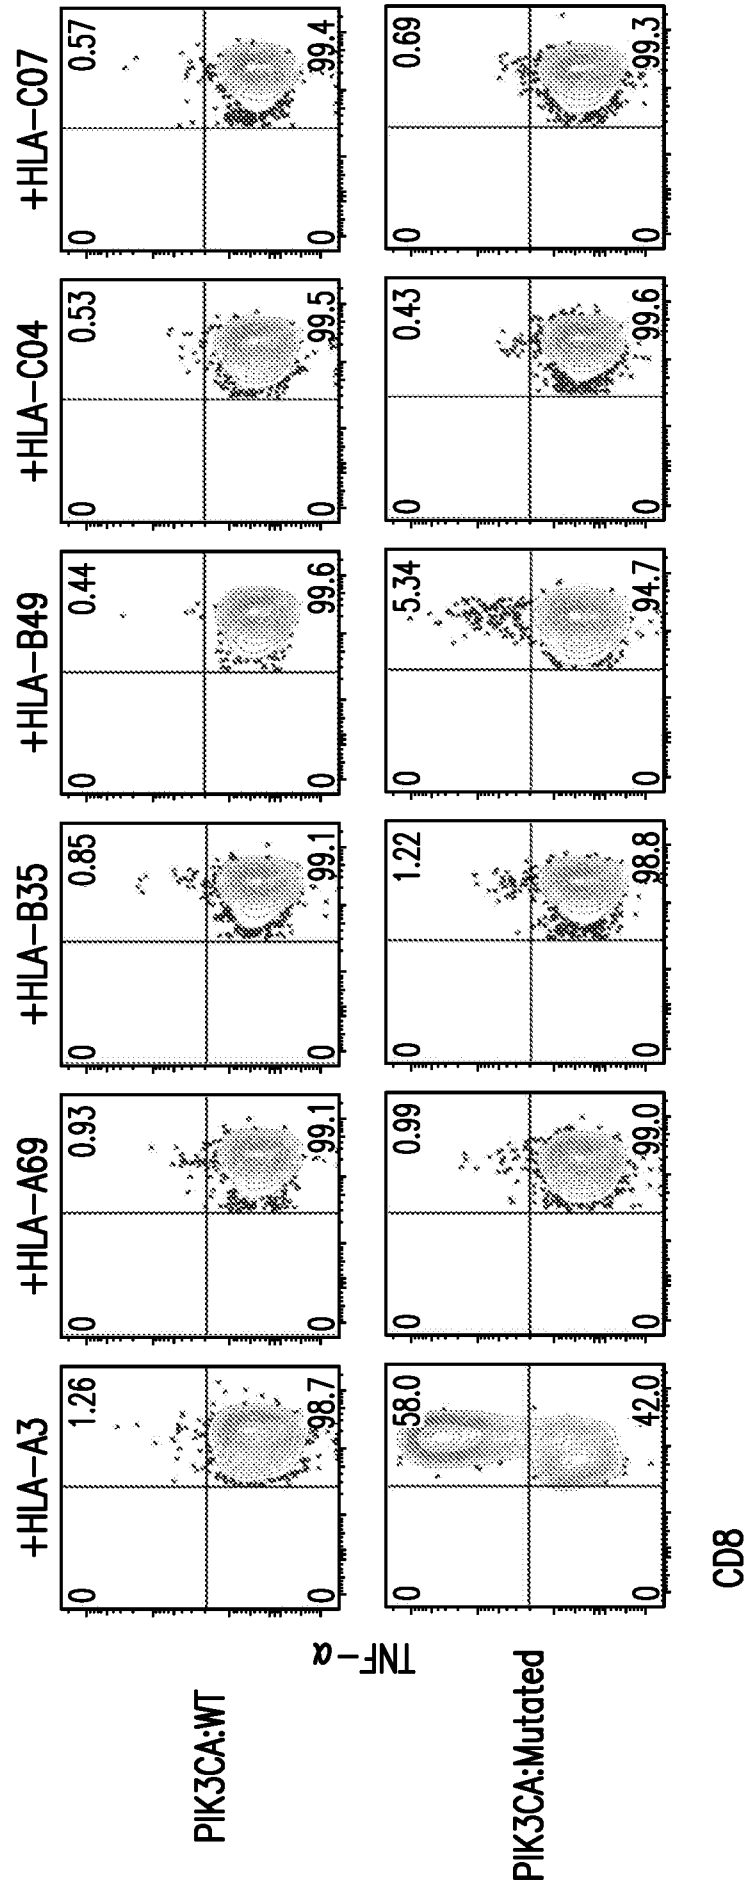 +HLA-A3 +HLA-A69 +HLA-B35 +HLA-B49 +HLA-C04 +HLA-C07
PIK3CA:WT
0 1.26 0 0.93 0 0.85 0 0.44 0 0.53 0 0.57
0 98.7 0 99.1 0 99.1 0 99.6 0 99.5 0 99.4
TNF-α
PIK3CA:Mutated
0 58.0 0 0.99 0 1.22 0 5.34 0 0.43 0 0.69
0 42.0 0 99.0 0 98.8 0 94.7 0 99.6 0 99.3
CD8